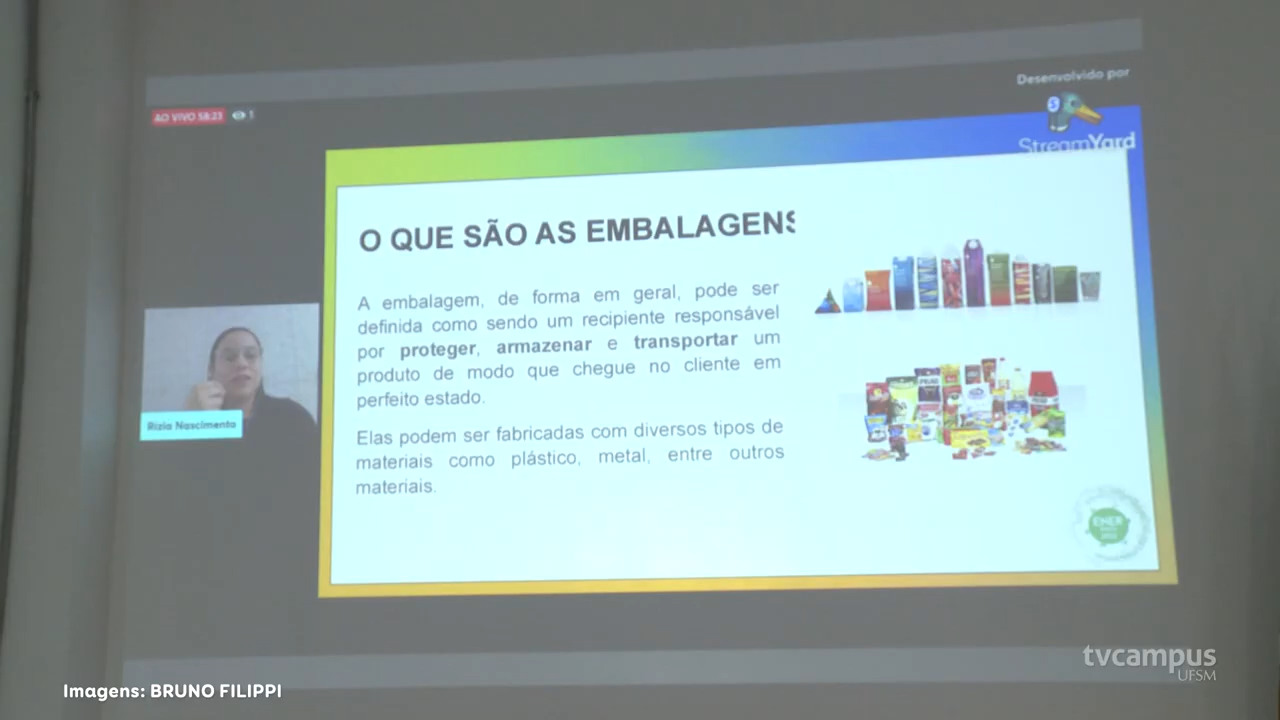 Desenvolvido por
AO VIVO 58:23
1
StreamYard
O QUE SÃO AS EMBALAGENS
A embalagem, de forma em geral, pode ser
definida como sendo um recipiente responsável
por proteger, armazenar e transportar um
produto de modo que chegue no cliente em
perfeito estado.
Elas podem ser fabricadas com diversos tipos de
materiais como plástico, metal, entre outros
materiais.
Rízia Nascimento
ENER
tvcampus
UFSM
Imagens: BRUNO FILIPPI